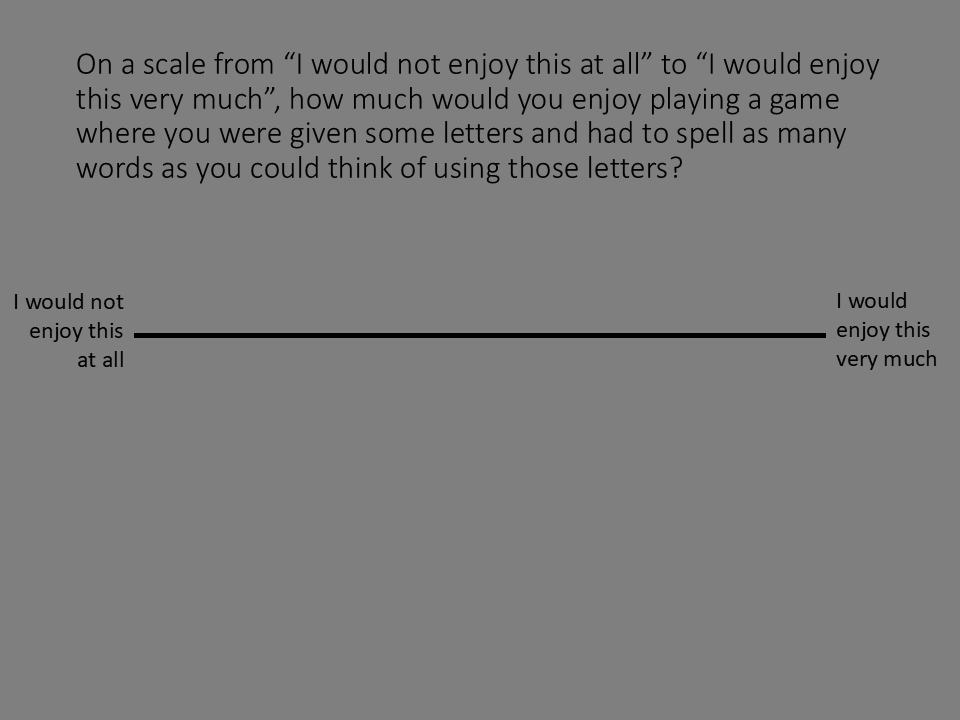 On a scale from “I would not enjoy this at all” to “I would enjoy
this very much”, how much would you enjoy playing a game
where you were given some letters and had to spell as many
words as you could think of using those letters?
I would not
enjoy this
at all
I would
enjoy this
very much